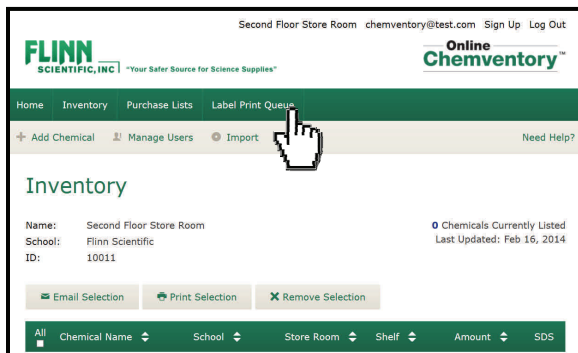 Second Floor Store Room chemventory@test.com Sign Up Log Out
FLINN
SCIENTIFIC, INC "Your Safer Source for Science Supplies"
Online
Chemventory™
Home Inventory Purchase Lists Label Print Queue
+ Add Chemical Manage Users Import Need Help?
Inventory
Name: Second Floor Store Room 0 Chemicals Currently Listed
School: Flinn Scientific Last Updated: Feb 16, 2014
ID: 10011
Email Selection Print Selection Remove Selection
All Chemical Name School Store Room Shelf Amount SDS